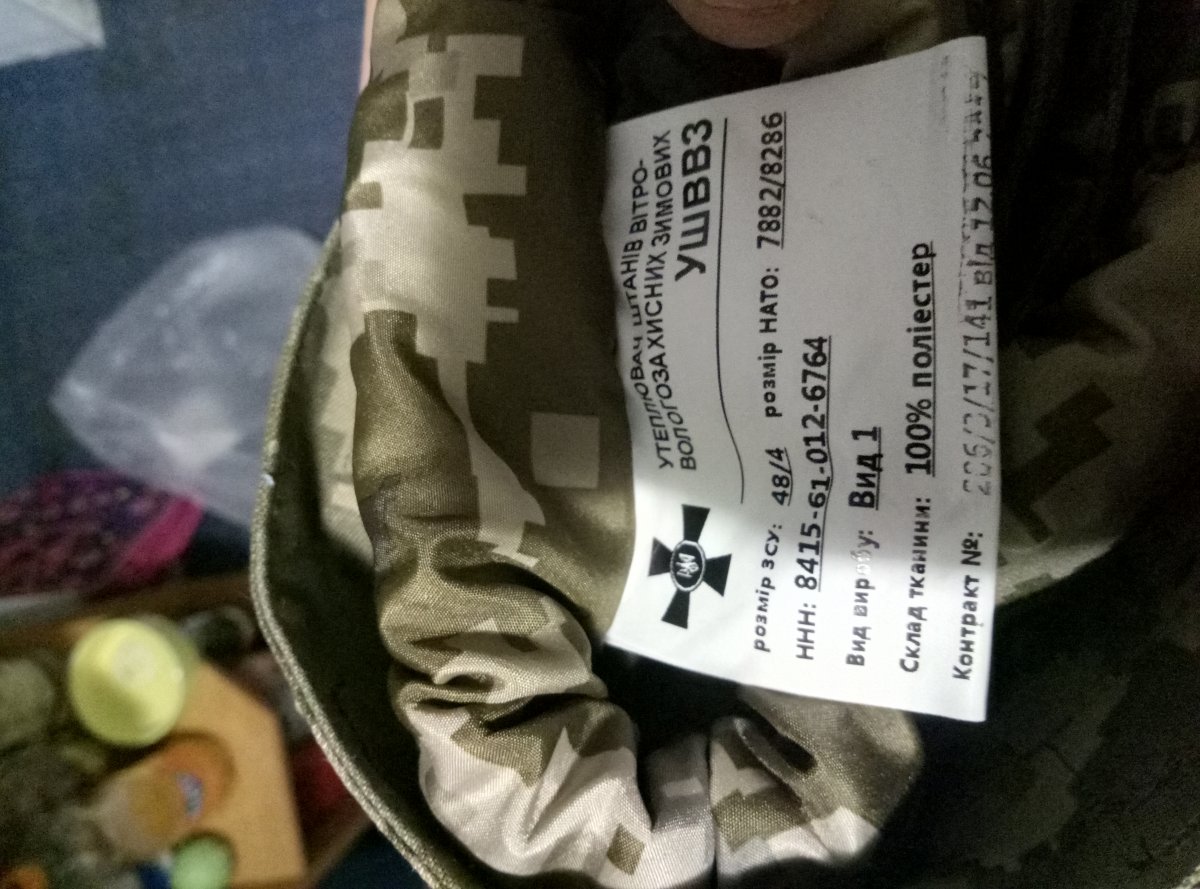 УТЕПЛЮВАЧ ШТАНІВ ВІТРО-
ВОЛОГОЗАХИСНИХ ЗИМОВИХ
УШВВЗ
розмір ЗСУ: 48/4 розмір НАТО: 7882/8286
ННН: 8415-61-012-6764
Вид виробу: Вид 1
Склад тканини: 100% поліестер
Контракт №: від